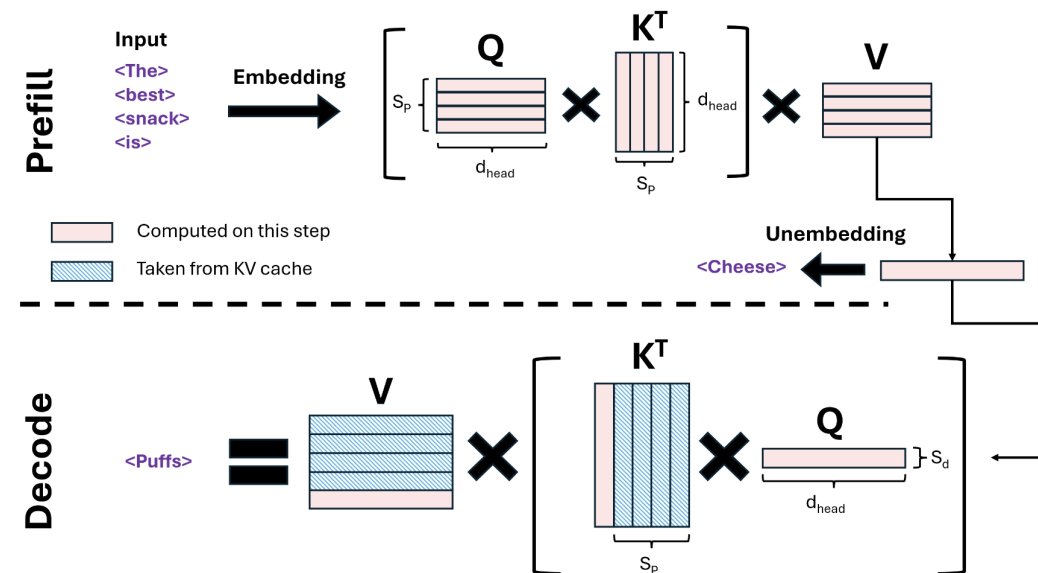 Prefill
Input
<The>
<best>
<snack>
<is>
Embedding
Q
S_P
d_head
K^T
d_head
S_P
V
Computed on this step
Taken from KV cache
Unembedding
<Cheese>
Decode
<Puffs>
V
K^T
S_P
Q
S_d
d_head